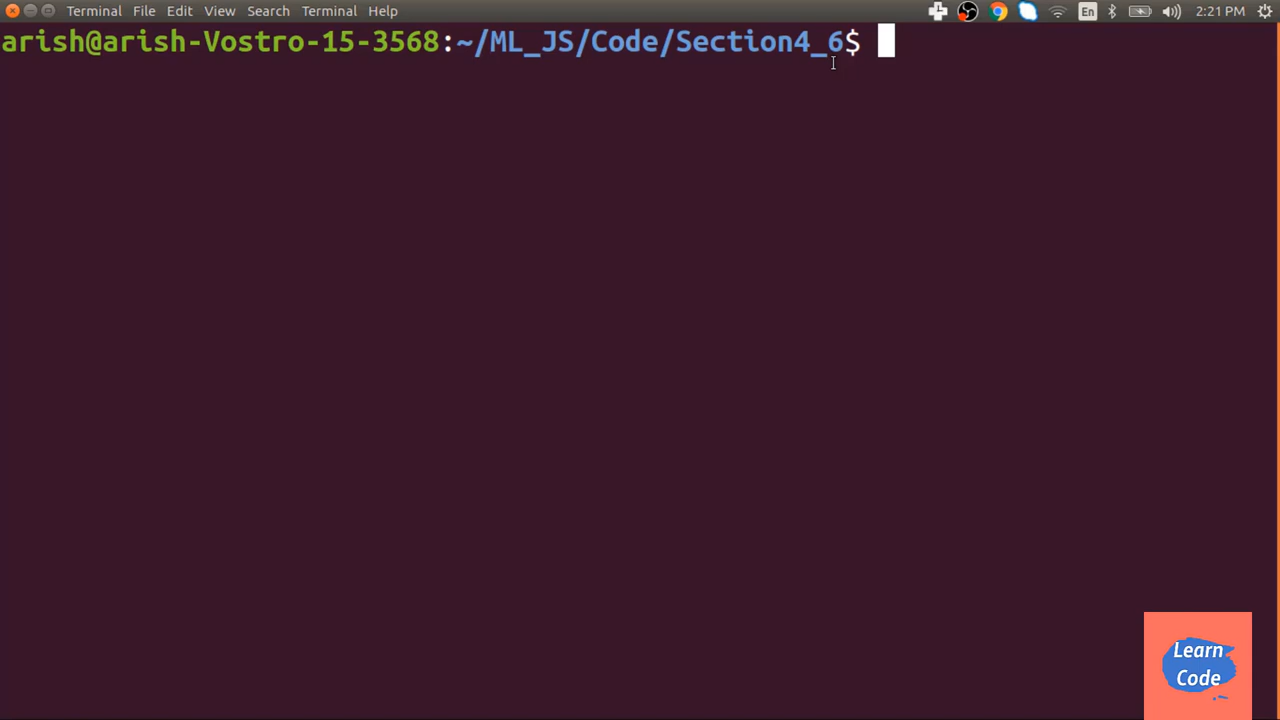 Terminal File Edit View Search Terminal Help En 2:21 PM
arish@arish-Vostro-15-3568:~/ML_JS/Code/Section4_6$
Learn
Code